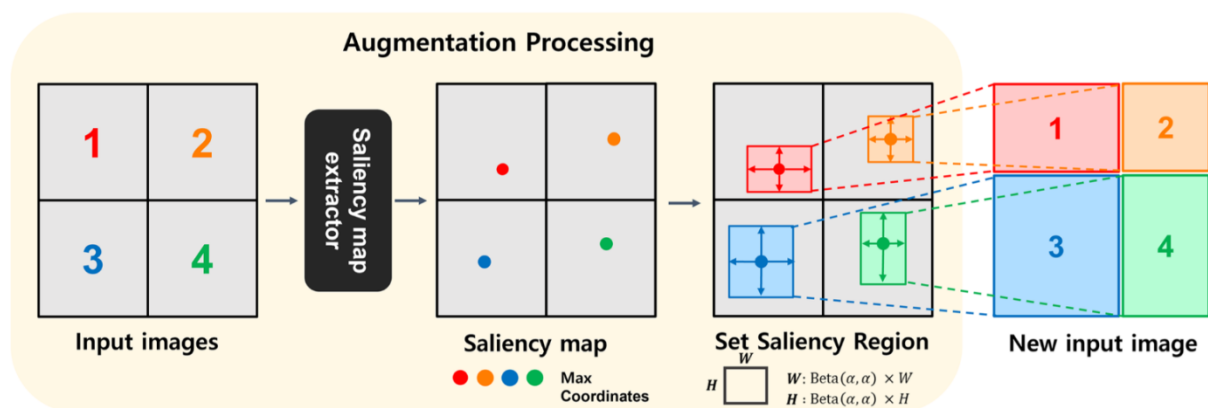 Augmentation Processing
1 2
3 4
Saliency map
extractor
1 2
3 4
Input images
Saliency map
Set Saliency Region
New input image
Max
Coordinates
W
H
W: Beta(α, α) × W
H : Beta(α, α) × H